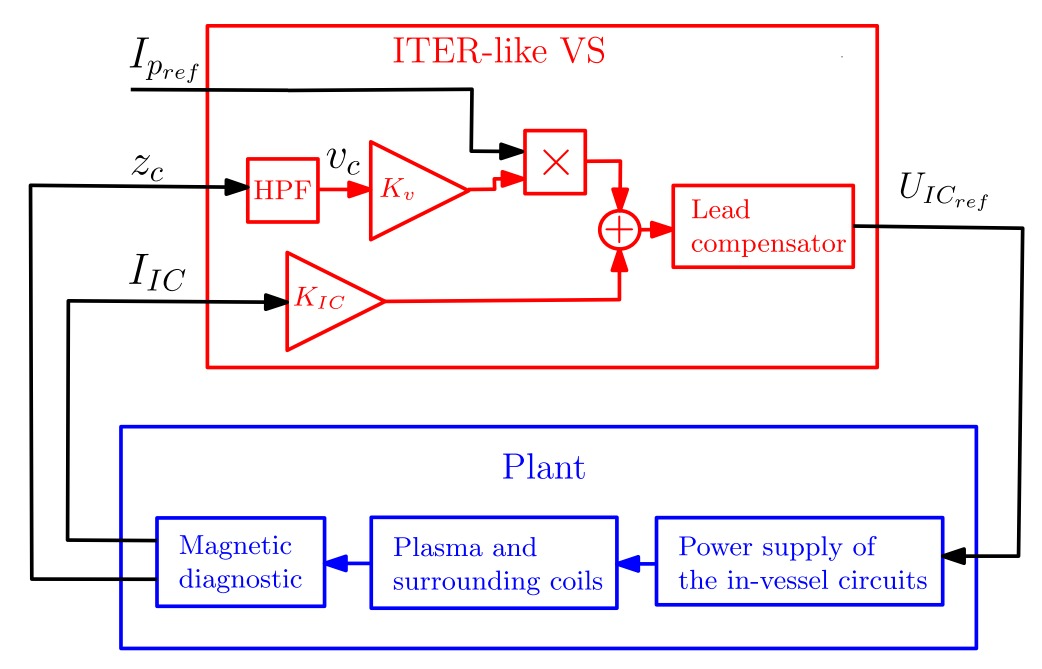 ITER-like VS
I_{p_{ref}}
z_c
HPF
v_c
K_v
×
+
Lead
compensator
U_{IC_{ref}}
I_{IC}
K_{IC}
Plant
Magnetic
diagnostic
Plasma and
surrounding coils
Power supply of
the in-vessel circuits